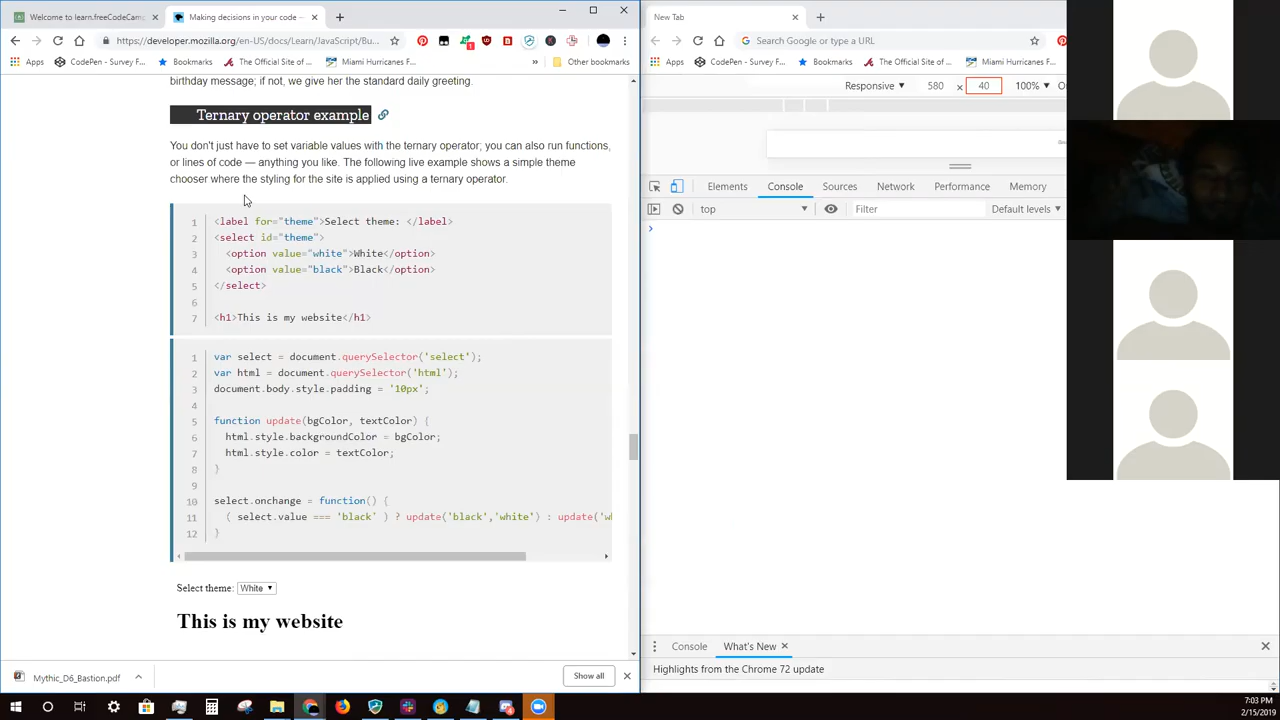 Welcome to learn.freeCodeCam
Making decisions in your code —
New Tab
https://developer.mozilla.org/en-US/docs/Learn/JavaScript/Bu...
Search Google or type a URL
Apps
CodePen - Survey F...
Bookmarks
The Official Site of ...
Miami Hurricanes F...
»
Other bookmarks
Apps
CodePen - Survey F...
Bookmarks
The Official Site of ...
Miami Hurricanes F
birthday message; if not, we give her the standard daily greeting.
Responsive ▼ 580 × 40 100% ▼
Ternary operator example
You don't just have to set variable values with the ternary operator; you can also run functions,
or lines of code — anything you like. The following live example shows a simple theme
chooser where the styling for the site is applied using a ternary operator.
Elements Console Sources Network Performance Memory
top ▼ Filter Default levels ▼
1 <label for="theme">Select theme: </label>
2 <select id="theme">
3 <option value="white">White</option>
4 <option value="black">Black</option>
5 </select>
6
7 <h1>This is my website</h1>
1 var select = document.querySelector('select');
2 var html = document.querySelector('html');
3 document.body.style.padding = '10px';
4
5 function update(bgColor, textColor) {
6 html.style.backgroundColor = bgColor;
7 html.style.color = textColor;
8 }
9
10 select.onchange = function() {
11 ( select.value === 'black' ) ? update('black','white') : update('wh
12 }
Select theme: White
This is my website
Console What's New
Highlights from the Chrome 72 update
Mythic_D6_Bastion.pdf
Show all
7:03 PM
2/15/2019